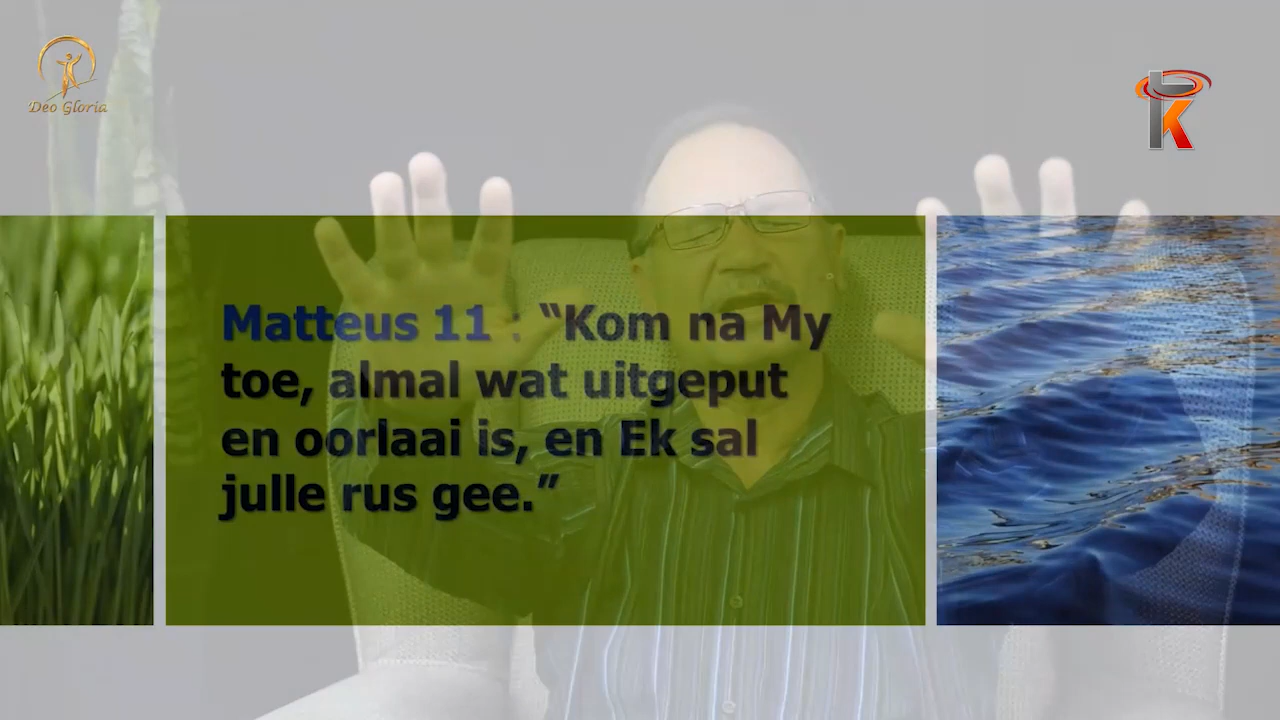 Deo Gloria
Matteus 11 : “Kom na My
toe, almal wat uitgeput
en oorlaai is, en Ek sal
julle rus gee.”